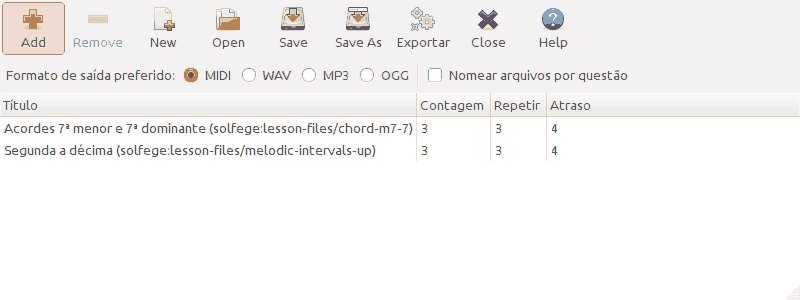 Add Remove New Open Save Save As Exportar Close Help
Formato de saída preferido: MIDI WAV MP3 OGG Nomear arquivos por questão
Título Contagem Repetir Atraso
Acordes 7ª menor e 7ª dominante (solfege:lesson-files/chord-m7-7) 3 3 4
Segunda a décima (solfege:lesson-files/melodic-intervals-up) 3 3 4